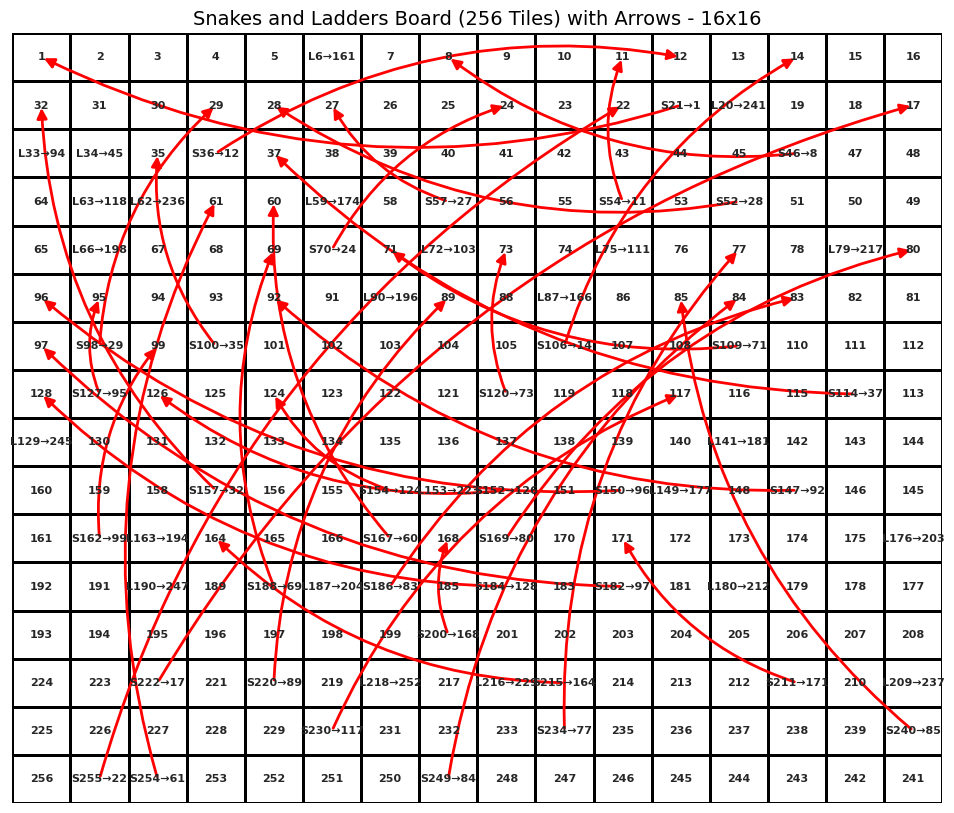 Snakes and Ladders Board (256 Tiles) with Arrows - 16x16
1 2 3 4 5 L6→161 7 8 9 10 11 12 13 14 15 16
32 31 30 29 28 27 26 25 24 23 22 S21→1 L20→241 19 18 17
L33→94 L34→45 35 S36→12 37 38 39 40 41 42 43 44 45 S46→8 47 48
64 L63→118 L62→236 61 60 L59→174 58 S57→27 56 55 S54→11 53 S52→28 51 50 49
65 L66→198 67 68 69 S70→24 71 L72→103 73 74 L75→111 76 77 78 L79→217 80
96 95 94 93 92 91 L90→196 89 88 L87→166 86 85 84 83 82 81
97 S98→29 99 S100→35 101 102 103 104 105 S106→14 107 108 S109→71 110 111 112
128 S127→95 126 125 124 123 122 121 S120→73 119 118 117 116 115 S114→37 113
L129→245 130 131 132 133 134 135 136 137 138 139 140 L141→181 142 143 144
160 159 158 S157→32 156 155 S154→124 L153→223 S152→126 151 S150→96 L149→177 148 S147→92 146 145
161 S162→99 L163→194 164 165 166 S167→60 168 S169→80 170 171 172 173 174 175 L176→203
192 191 L190→247 189 S188→69 L187→204 S186→83 185 S184→128 183 S182→97 181 L180→212 179 178 177
193 194 195 196 197 198 199 S200→168 201 202 203 204 205 206 207 208
224 223 S222→17 221 S220→89 219 L218→252 217 L216→229 S215→164 214 213 212 S211→171 210 L209→237
225 226 227 228 229 S230→117 231 232 233 S234→77 235 236 237 238 239 S240→85
256 S255→22 S254→61 253 252 251 250 S249→84 248 247 246 245 244 243 242 241